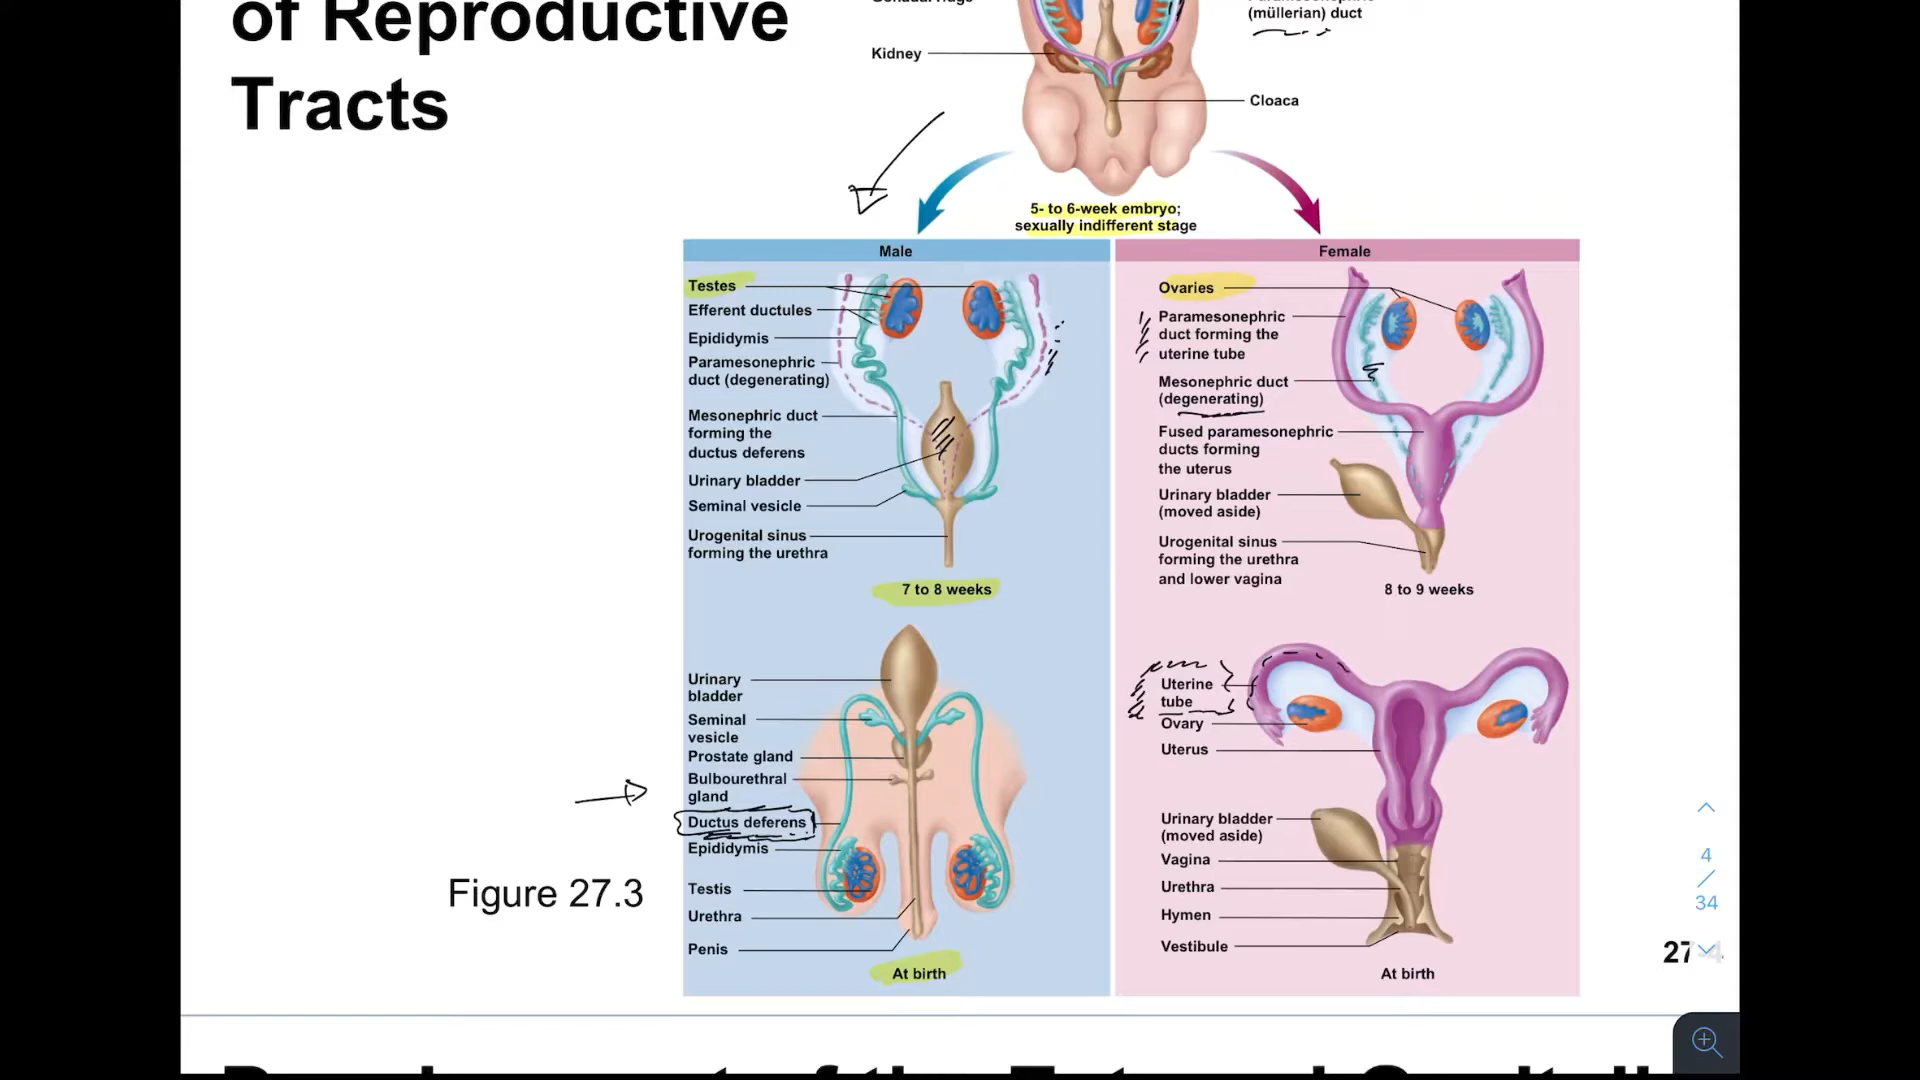 of Reproductive
Tracts
(müllerian) duct
Kidney
Cloaca
5- to 6-week embryo;
sexually indifferent stage
Male
Testes
Efferent ductules
Epididymis
Paramesonephric
duct (degenerating)
Mesonephric duct
forming the
ductus deferens
Urinary bladder
Seminal vesicle
Urogenital sinus
forming the urethra
7 to 8 weeks
Urinary
bladder
Seminal
vesicle
Prostate gland
Bulbourethral
gland
Ductus deferens
Epididymis
Testis
Urethra
Penis
At birth
Female
Ovaries
Paramesonephric
duct forming the
uterine tube
Mesonephric duct
(degenerating)
Fused paramesonephric
ducts forming
the uterus
Urinary bladder
(moved aside)
Urogenital sinus
forming the urethra
and lower vagina
8 to 9 weeks
Uterine
tube
Ovary
Uterus
Urinary bladder
(moved aside)
Vagina
Urethra
Hymen
Vestibule
At birth
Figure 27.3
4
/
34
27-4